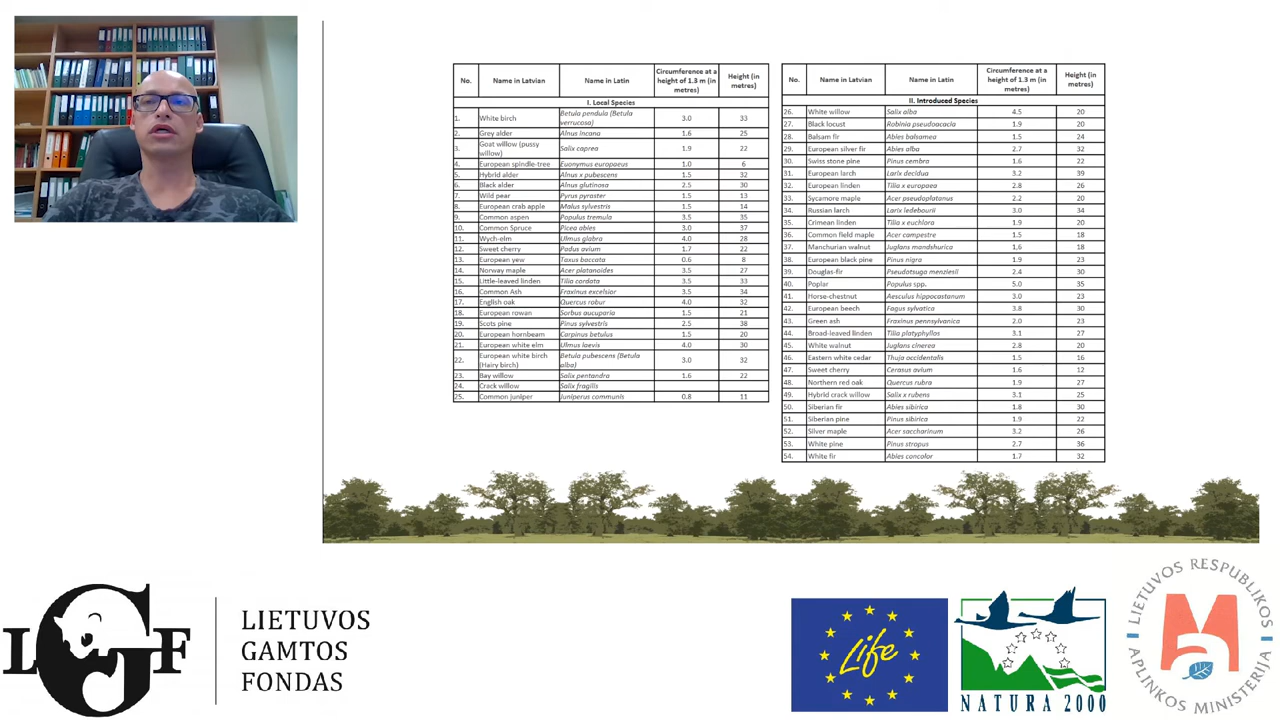 No. Name in Latvian Name in Latin Circumference at a height of 1.3 m (in metres) Height (in metres)
I. Local Species
1. White birch Betula pendula (Betula verrucosa) 3.0 33
2. Grey alder Alnus incana 1.6 25
3. Goat willow (pussy willow) Salix caprea 1.9 22
4. European spindle-tree Euonymus europaeus 1.0 6
5. Hybrid alder Alnus x pubescens 1.5 32
6. Black alder Alnus glutinosa 2.5 30
7. Wild pear Pyrus pyraster 1.5 13
8. European crab apple Malus sylvestris 1.5 14
9. Common aspen Populus tremula 3.5 35
10. Common Spruce Picea abies 3.0 37
11. Wych-elm Ulmus glabra 4.0 28
12. Sweet cherry Padus avium 1.7 22
13. European yew Taxus baccata 0.6 8
14. Norway maple Acer platanoides 3.5 27
15. Little-leaved linden Tilia cordata 3.5 33
16. Common Ash Fraxinus excelsior 3.5 34
17. English oak Quercus robur 4.0 32
18. European rowan Sorbus aucuparia 1.5 21
19. Scots pine Pinus sylvestris 2.5 38
20. European hornbeam Carpinus betulus 1.5 20
21. European white elm Ulmus laevis 4.0 30
22. European white birch (Hairy birch) Betula pubescens (Betula alba) 3.0 32
23. Bay willow Salix pentandra 1.6 22
24. Crack willow Salix fragilis
25. Common juniper Juniperus communis 0.8 11
No. Name in Latvian Name in Latin Circumference at a height of 1.3 m (in metres) Height (in metres)
II. Introduced Species
26. White willow Salix alba 4.5 20
27. Black locust Robinia pseudoacacia 1.9 20
28. Balsam fir Abies balsamea 1.5 24
29. European silver fir Abies alba 2.7 32
30. Swiss stone pine Pinus cembra 1.6 22
31. European larch Larix decidua 3.2 39
32. European linden Tilia x europaea 2.8 26
33. Sycamore maple Acer pseudoplatanus 2.2 20
34. Russian larch Larix ledebourii 3.0 34
35. Crimean linden Tilia x euchlora 1.9 20
36. Common field maple Acer campestre 1.5 18
37. Manchurian walnut Juglans mandshurica 1,6 18
38. European black pine Pinus nigra 1.9 23
39. Douglas-fir Pseudotsuga menziesii 2.4 30
40. Poplar Populus spp. 5.0 35
41. Horse-chestnut Aesculus hippocastanum 3.0 23
42. European beech Fagus sylvatica 3.8 30
43. Green ash Fraxinus pennsylvanica 2.0 23
44. Broad-leaved linden Tilia platyphyllos 3.1 27
45. White walnut Juglans cinerea 2.8 20
46. Eastern white cedar Thuja occidentalis 1.5 16
47. Sweet cherry Cerasus avium 1.6 12
48. Northern red oak Quercus rubra 1.9 27
49. Hybrid crack willow Salix x rubens 3.1 25
50. Siberian fir Abies sibirica 1.8 30
51. Siberian pine Pinus sibirica 1.9 22
52. Silver maple Acer saccharinum 3.2 26
53. White pine Pinus stropus 2.7 36
54. White fir Abies concolor 1.7 32
LGF
LIETUVOS
GAMTOS
FONDAS
Life
NATURA 2000
LIETUVOS RESPUBLIKOS
APLINKOS MINISTERIJA